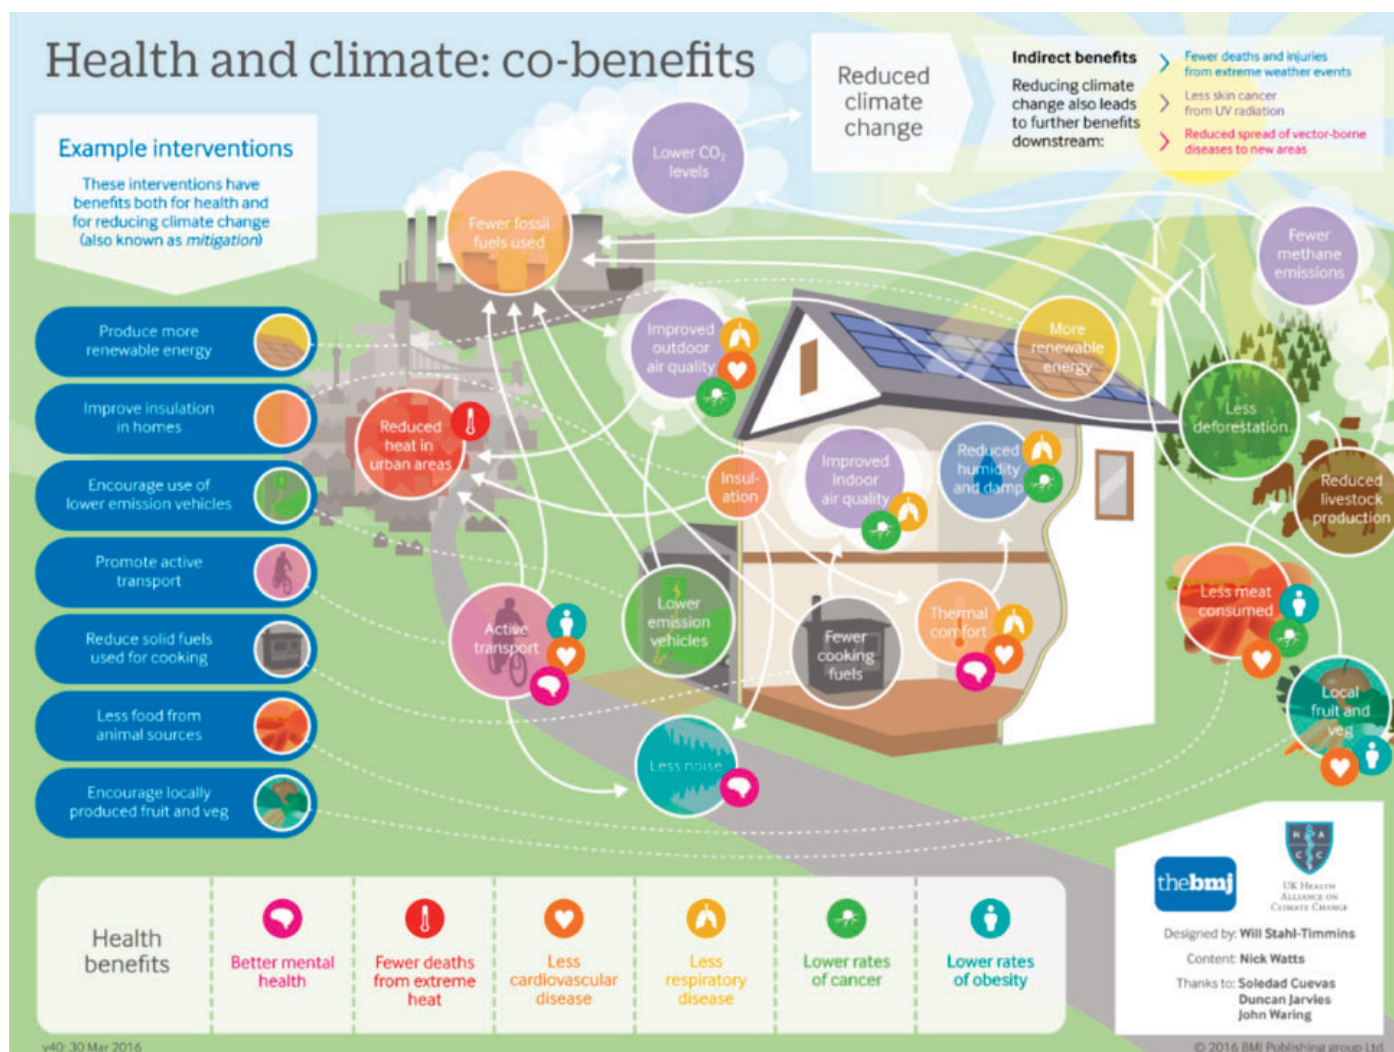 Health and climate: co-benefits
Reduced
climate
change
Indirect benefits
Reducing climate
change also leads
to further benefits
downstream:
Fewer deaths and injuries
from extreme weather events
Less skin cancer
from UV radiation
Reduced spread of vector-borne
diseases to new areas
Example interventions
These interventions have
benefits both for health and
for reducing climate change
(also known as mitigation)
Produce more
renewable energy
Improve insulation
in homes
Encourage use of
lower emission vehicles
Promote active
transport
Reduce solid fuels
used for cooking
Less food from
animal sources
Encourage locally
produced fruit and veg
Lower CO₂
levels
Fewer fossil
fuels used
Fewer
methane
emissions
Improved
outdoor
air quality
More
renewable
energy
Reduced
heat in
urban areas
Less
deforestation
Insul-
ation
Improved
indoor
air quality
Reduced
humidity
and damp
Reduced
livestock
production
Active
transport
Lower
emission
vehicles
Fewer
cooking
fuels
Thermal
comfort
Less meat
consumed
Local
fruit and
veg
Less noise
Health
benefits
Better mental
health
Fewer deaths
from extreme
heat
Less
cardiovascular
disease
Less
respiratory
disease
Lower rates
of cancer
Lower rates
of obesity
thebmj
H A
C C
UK HEALTH
ALLIANCE ON
CLIMATE CHANGE
Designed by: Will Stahl-Timmins
Content: Nick Watts
Thanks to: Soledad Cuevas
Duncan Jarvies
John Waring
v40: 30 Mar 2016
© 2016 BMJ Publishing group Ltd.